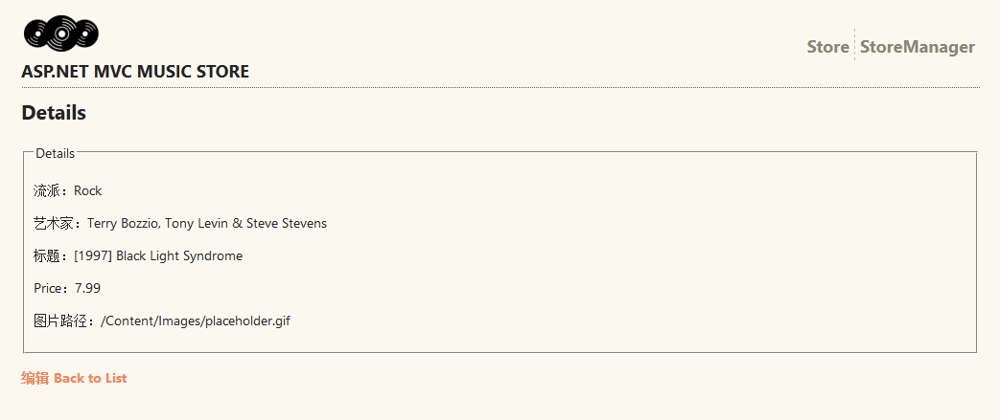 Store StoreManager
ASP.NET MVC MUSIC STORE
Details
Details
流派：Rock
艺术家：Terry Bozzio, Tony Levin & Steve Stevens
标题：[1997] Black Light Syndrome
Price：7.99
图片路径：/Content/Images/placeholder.gif
编辑 Back to List